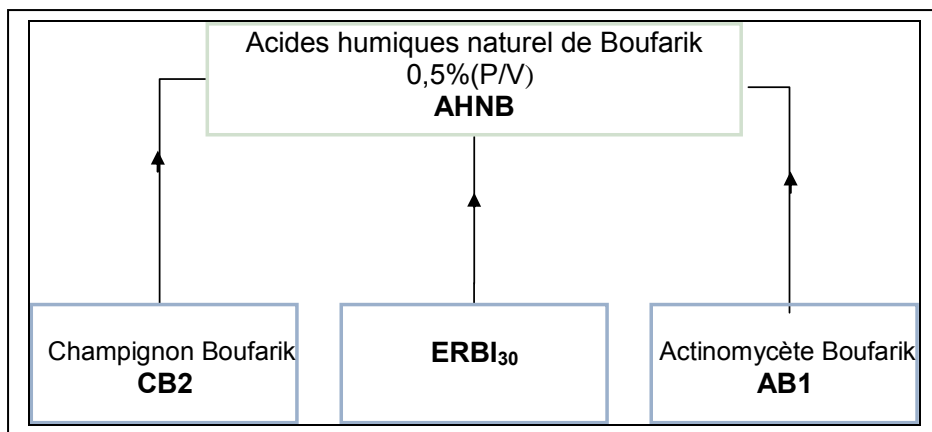 Acides humiques naturel de Boufarik
0,5%(P/V)
AHNB
Champignon Boufarik
CB2
ERBI₃₀
Actinomycète Boufarik
AB1